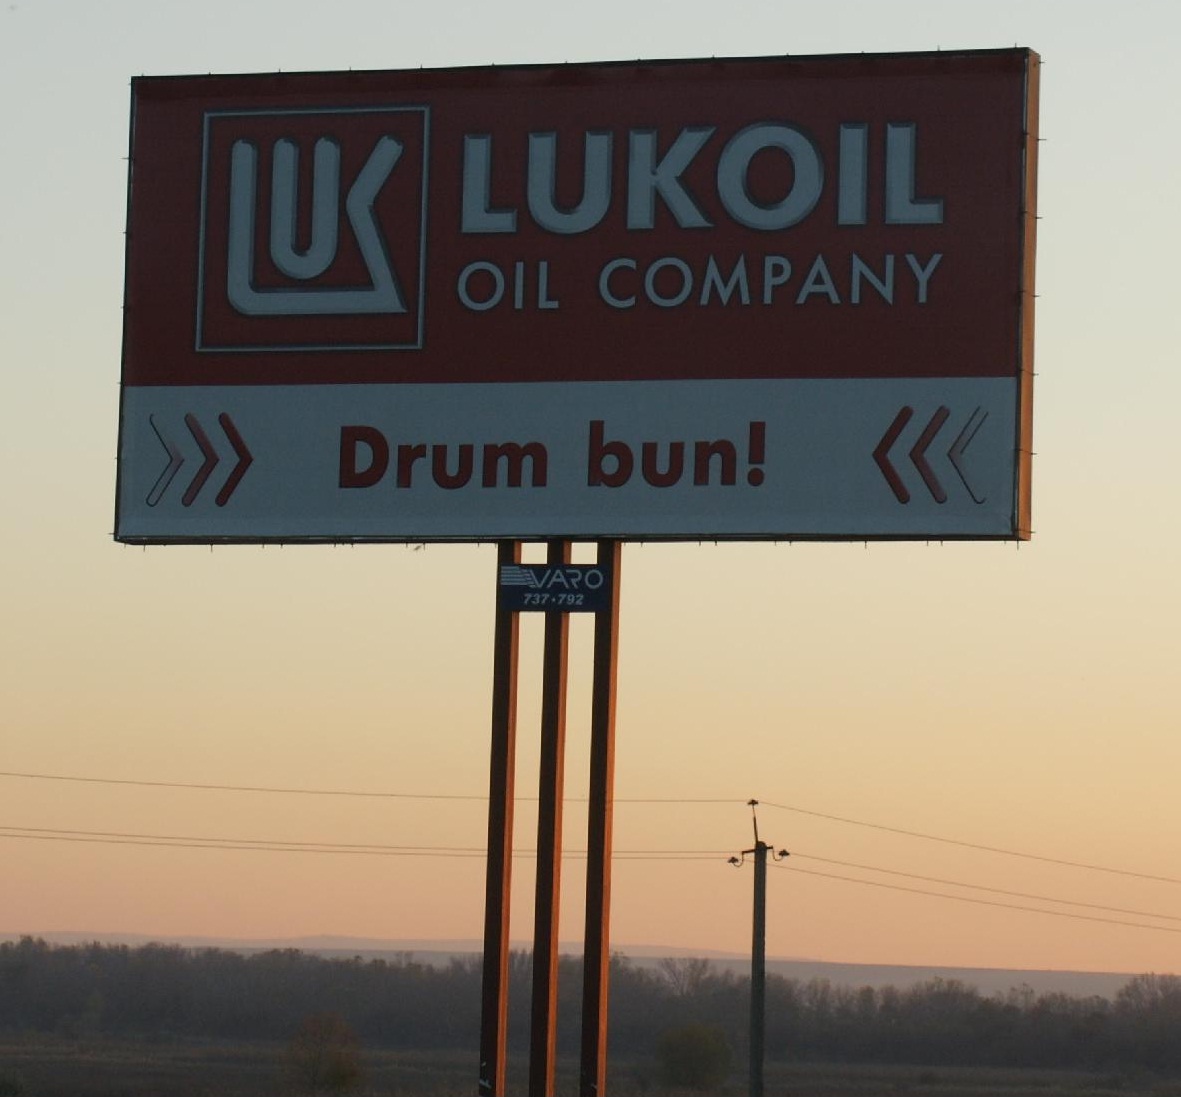 LUK
LUKOIL
OIL COMPANY
Drum bun!
VARO
737·792